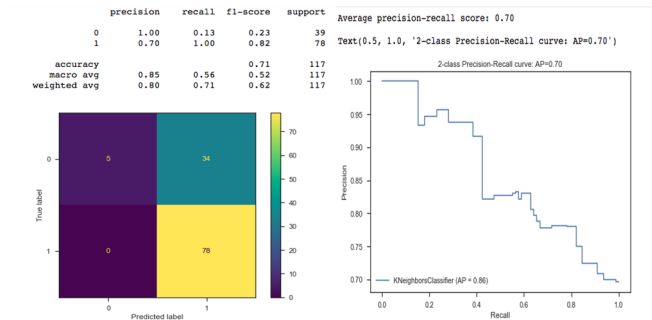 precision recall f1-score support
0 1.00 0.13 0.23 39
1 0.70 1.00 0.82 78
accuracy 0.71 117
macro avg 0.85 0.56 0.52 117
weighted avg 0.80 0.71 0.62 117
5 34
0 78
True label
0
1
0 1
Predicted label
70
60
50
40
30
20
10
0
Average precision-recall score: 0.70
Text(0.5, 1.0, '2-class Precision-Recall curve: AP=0.70')
2-class Precision-Recall curve: AP=0.70
Precision
1.00
0.95
0.90
0.85
0.80
0.75
0.70
KNeighborsClassifier (AP = 0.86)
0.0 0.2 0.4 0.6 0.8 1.0
Recall